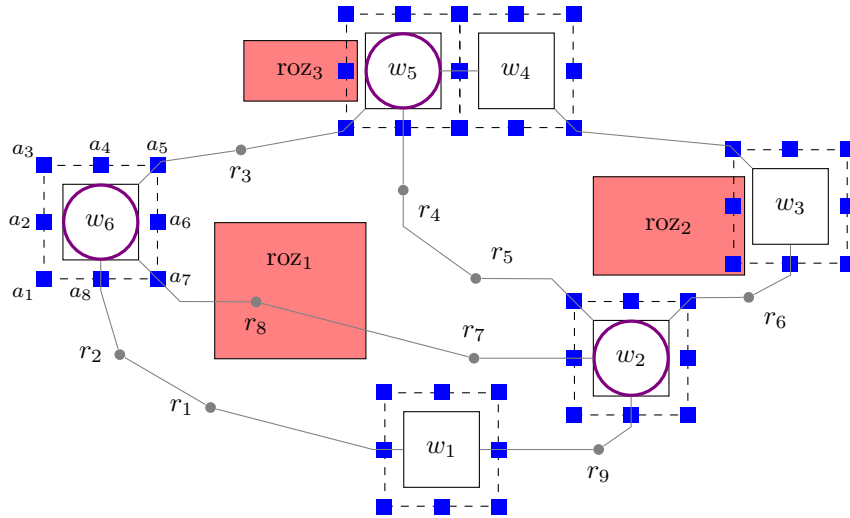 roz₃
w₅
w₄
a₃
a₄
a₅
r₃
a₂
w₆
a₆
r₄
w₃
roz₂
roz₁
r₅
a₁
a₈
a₇
r₈
r₆
r₂
r₇
w₂
r₁
w₁
r₉